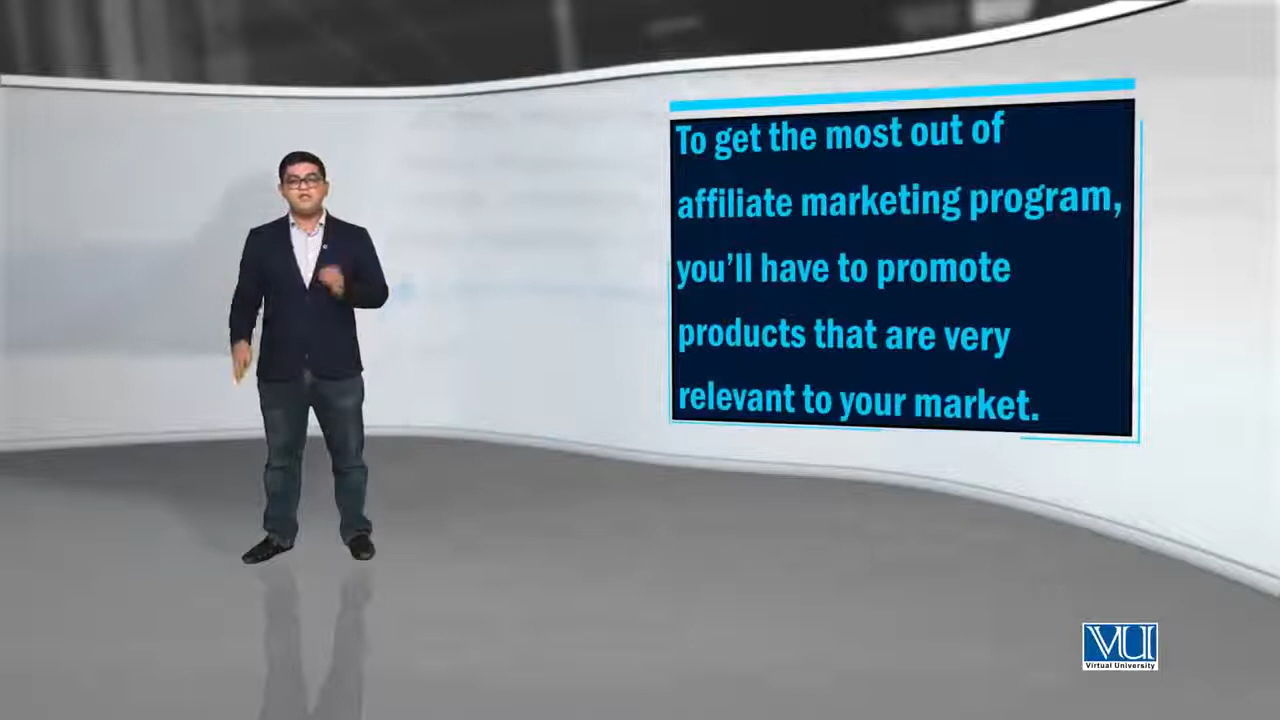 To get the most out of
affiliate marketing program,
you'll have to promote
products that are very
relevant to your market.
VU
Virtual University